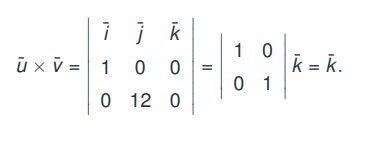 ū × v̄ = | ī j̄ k̄ ; 1 0 0 ; 0 12 0 | = | 1 0 ; 0 1 | k̄ = k̄.